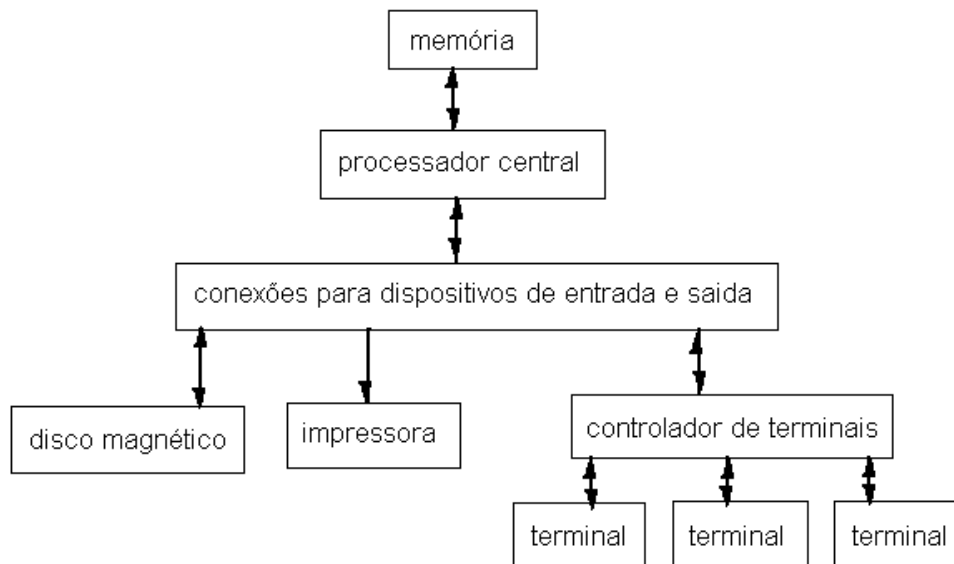 memória
processador central
conexões para dispositivos de entrada e saida
disco magnético
impressora
controlador de terminais
terminal
terminal
terminal